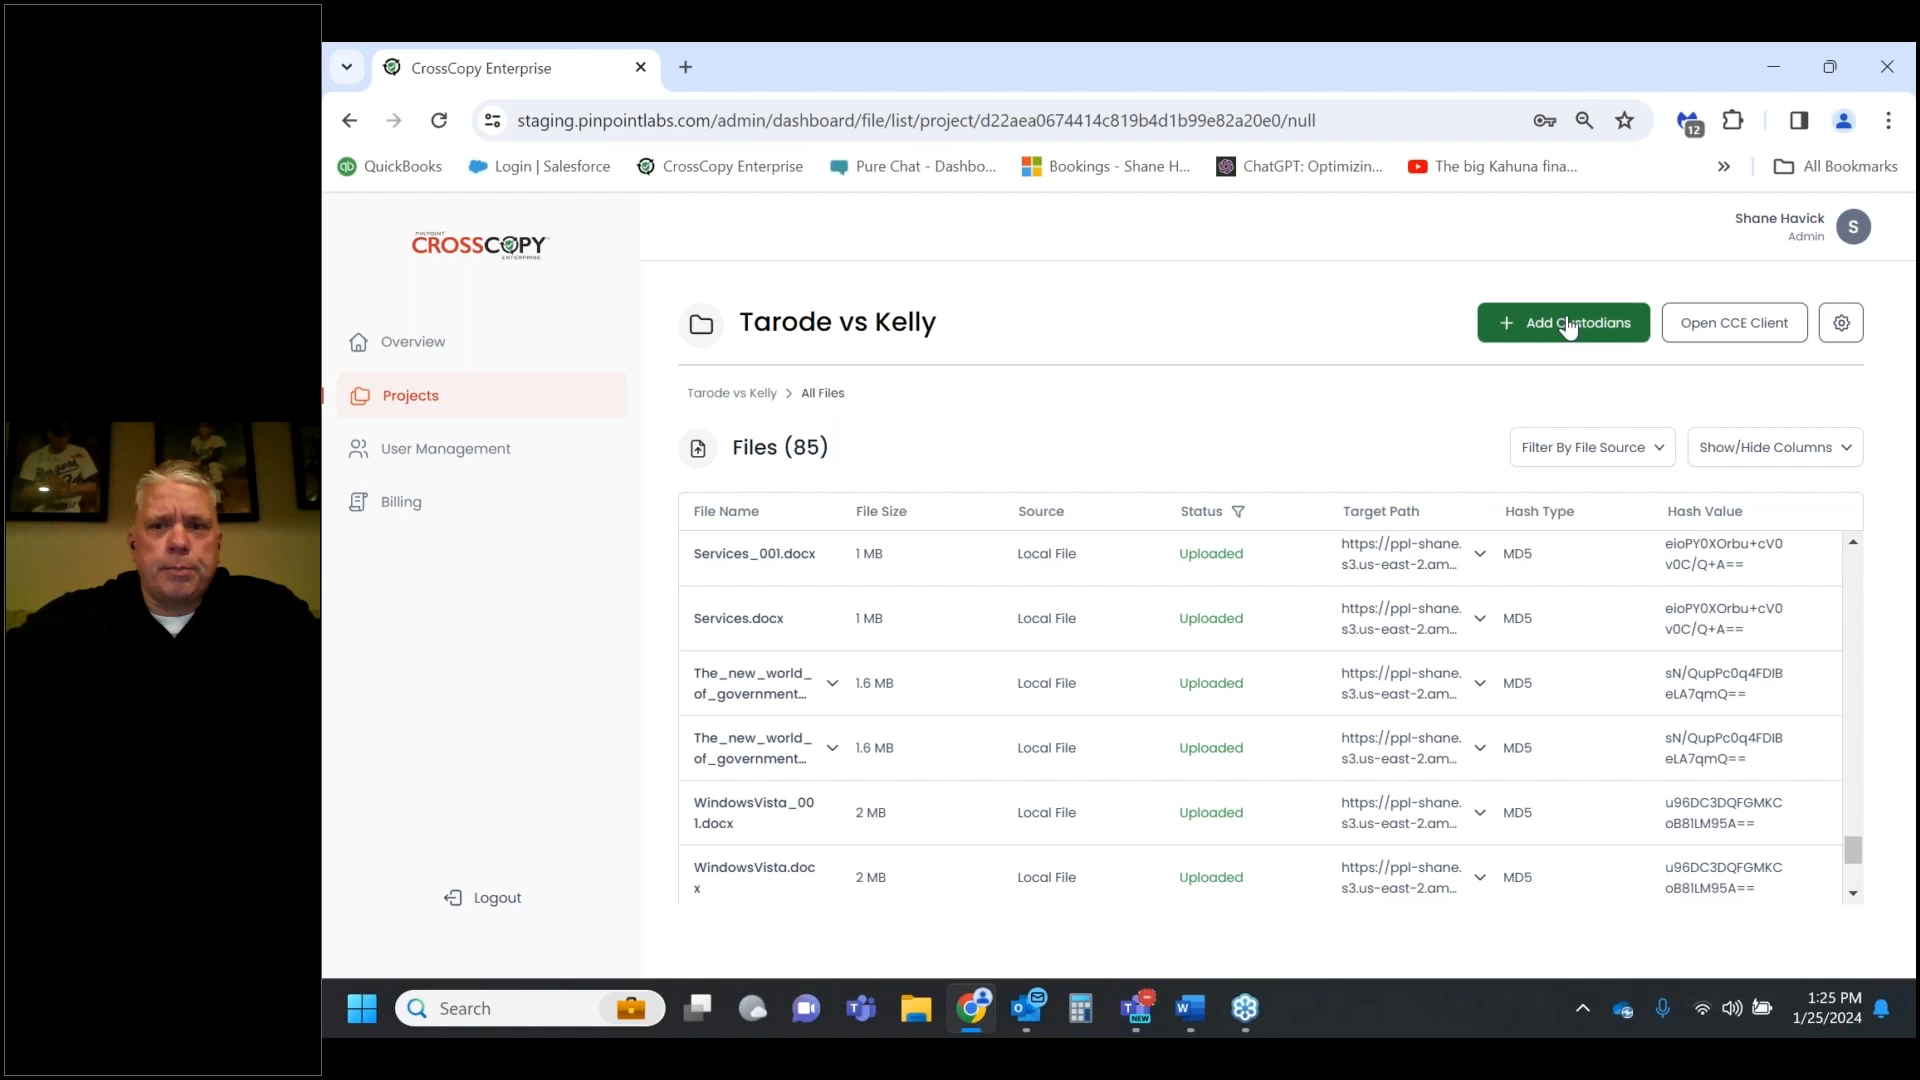 CrossCopy Enterprise
staging.pinpointlabs.com/admin/dashboard/file/list/project/d22aea0674414c819b4d1b99e82a20e0/null
12
QuickBooks
Login | Salesforce
CrossCopy Enterprise
Pure Chat - Dashbo...
Bookings - Shane H...
ChatGPT: Optimizin...
The big Kahuna fina...
All Bookmarks
PINPOINT
CROSSCOPY
ENTERPRISE
Shane Havick
Admin
S
Overview
Projects
User Management
Billing
Logout
Tarode vs Kelly
+ Add Custodians
Open CCE Client
Tarode vs Kelly > All Files
Files (85)
Filter By File Source
Show/Hide Columns
File Name File Size Source Status Target Path Hash Type Hash Value
Services_001.docx 1 MB Local File Uploaded https://ppl-shane. MD5 eioPY0XOrbu+cV0
s3.us-east-2.am... v0C/Q+A==
Services.docx 1 MB Local File Uploaded https://ppl-shane. MD5 eioPY0XOrbu+cV0
s3.us-east-2.am... v0C/Q+A==
The_new_world_ 1.6 MB Local File Uploaded https://ppl-shane. MD5 sN/QupPc0q4FDIB
of_government... s3.us-east-2.am... eLA7qmQ==
The_new_world_ 1.6 MB Local File Uploaded https://ppl-shane. MD5 sN/QupPc0q4FDIB
of_government... s3.us-east-2.am... eLA7qmQ==
WindowsVista_00 2 MB Local File Uploaded https://ppl-shane. MD5 u96DC3DQFGMKC
1.docx s3.us-east-2.am... oB81LM95A==
WindowsVista.doc 2 MB Local File Uploaded https://ppl-shane. MD5 u96DC3DQFGMKC
x s3.us-east-2.am... oB81LM95A==
Search
NEW
1:25 PM
1/25/2024